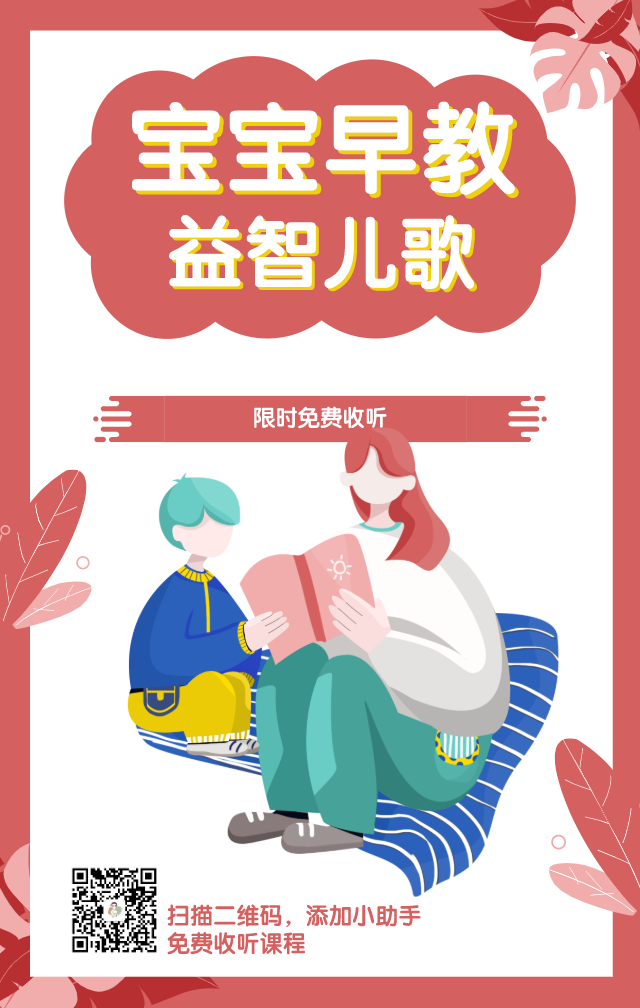 宝宝早教
益智儿歌
限时免费收听
扫描二维码，添加小助手
免费收听课程